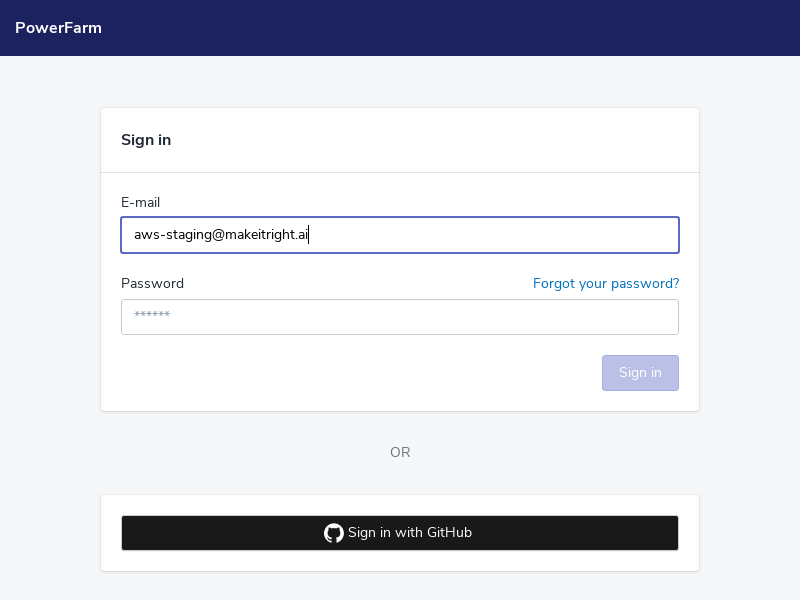 PowerFarm
Sign in
E-mail
aws-staging@makeitright.ai
Password
Forgot your password?
******
Sign in
OR
Sign in with GitHub